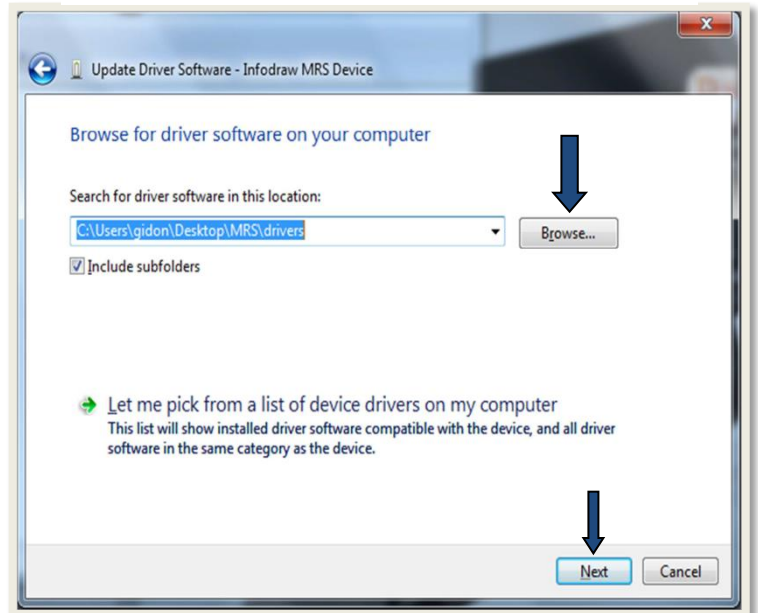 Update Driver Software - Infodraw MRS Device
Browse for driver software on your computer
Search for driver software in this location:
C:\Users\gidon\Desktop\MRS\drivers
Browse...
Include subfolders
Let me pick from a list of device drivers on my computer
This list will show installed driver software compatible with the device, and all driver
software in the same category as the device.
Next
Cancel